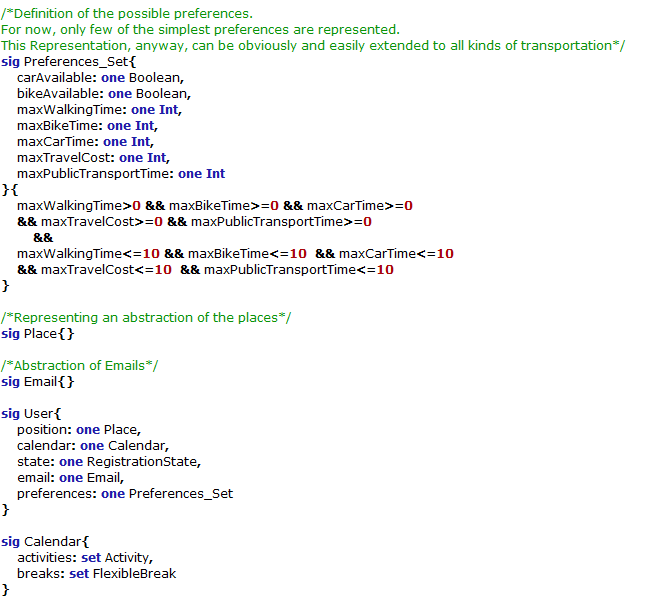 /*Definition of the possible preferences.
For now, only few of the simplest preferences are represented.
This Representation, anyway, can be obviously and easily extended to all kinds of transportation*/
sig Preferences_Set{
carAvailable: one Boolean,
bikeAvailable: one Boolean,
maxWalkingTime: one Int,
maxBikeTime: one Int,
maxCarTime: one Int,
maxTravelCost: one Int,
maxPublicTransportTime: one Int
}{
maxWalkingTime>0 && maxBikeTime>=0 && maxCarTime>=0
&& maxTravelCost>=0 && maxPublicTransportTime>=0
&&
maxWalkingTime<=10 && maxBikeTime<=10  && maxCarTime<=10
&& maxTravelCost<=10  && maxPublicTransportTime<=10
}
/*Representing an abstraction of the places*/
sig Place{}
/*Abstraction of Emails*/
sig Email{}
sig User{
position: one Place,
calendar: one Calendar,
state: one RegistrationState,
email: one Email,
preferences: one Preferences_Set
}
sig Calendar{
activities: set Activity,
breaks: set FlexibleBreak
}